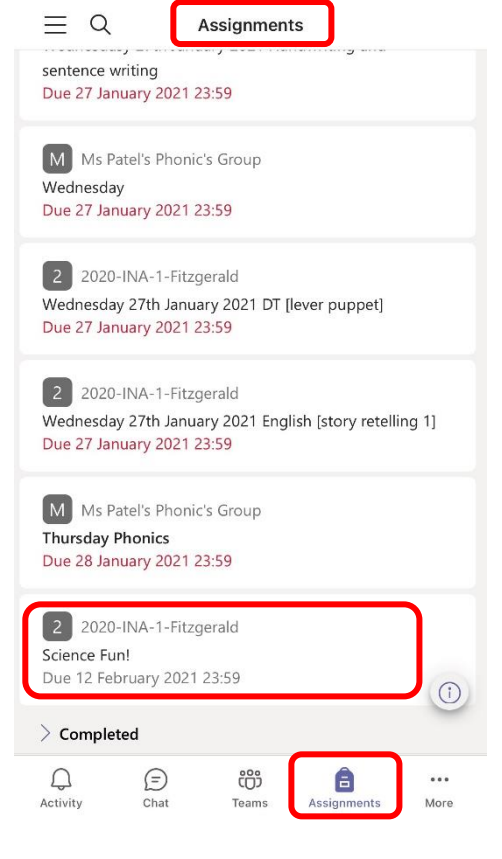 Assignments
sentence writing
Due 27 January 2021 23:59
M Ms Patel's Phonic's Group
Wednesday
Due 27 January 2021 23:59
2 2020-INA-1-Fitzgerald
Wednesday 27th January 2021 DT [lever puppet]
Due 27 January 2021 23:59
2 2020-INA-1-Fitzgerald
Wednesday 27th January 2021 English [story retelling 1]
Due 27 January 2021 23:59
M Ms Patel's Phonic's Group
Thursday Phonics
Due 28 January 2021 23:59
2 2020-INA-1-Fitzgerald
Science Fun!
Due 12 February 2021 23:59
Completed
Activity Chat Teams Assignments More